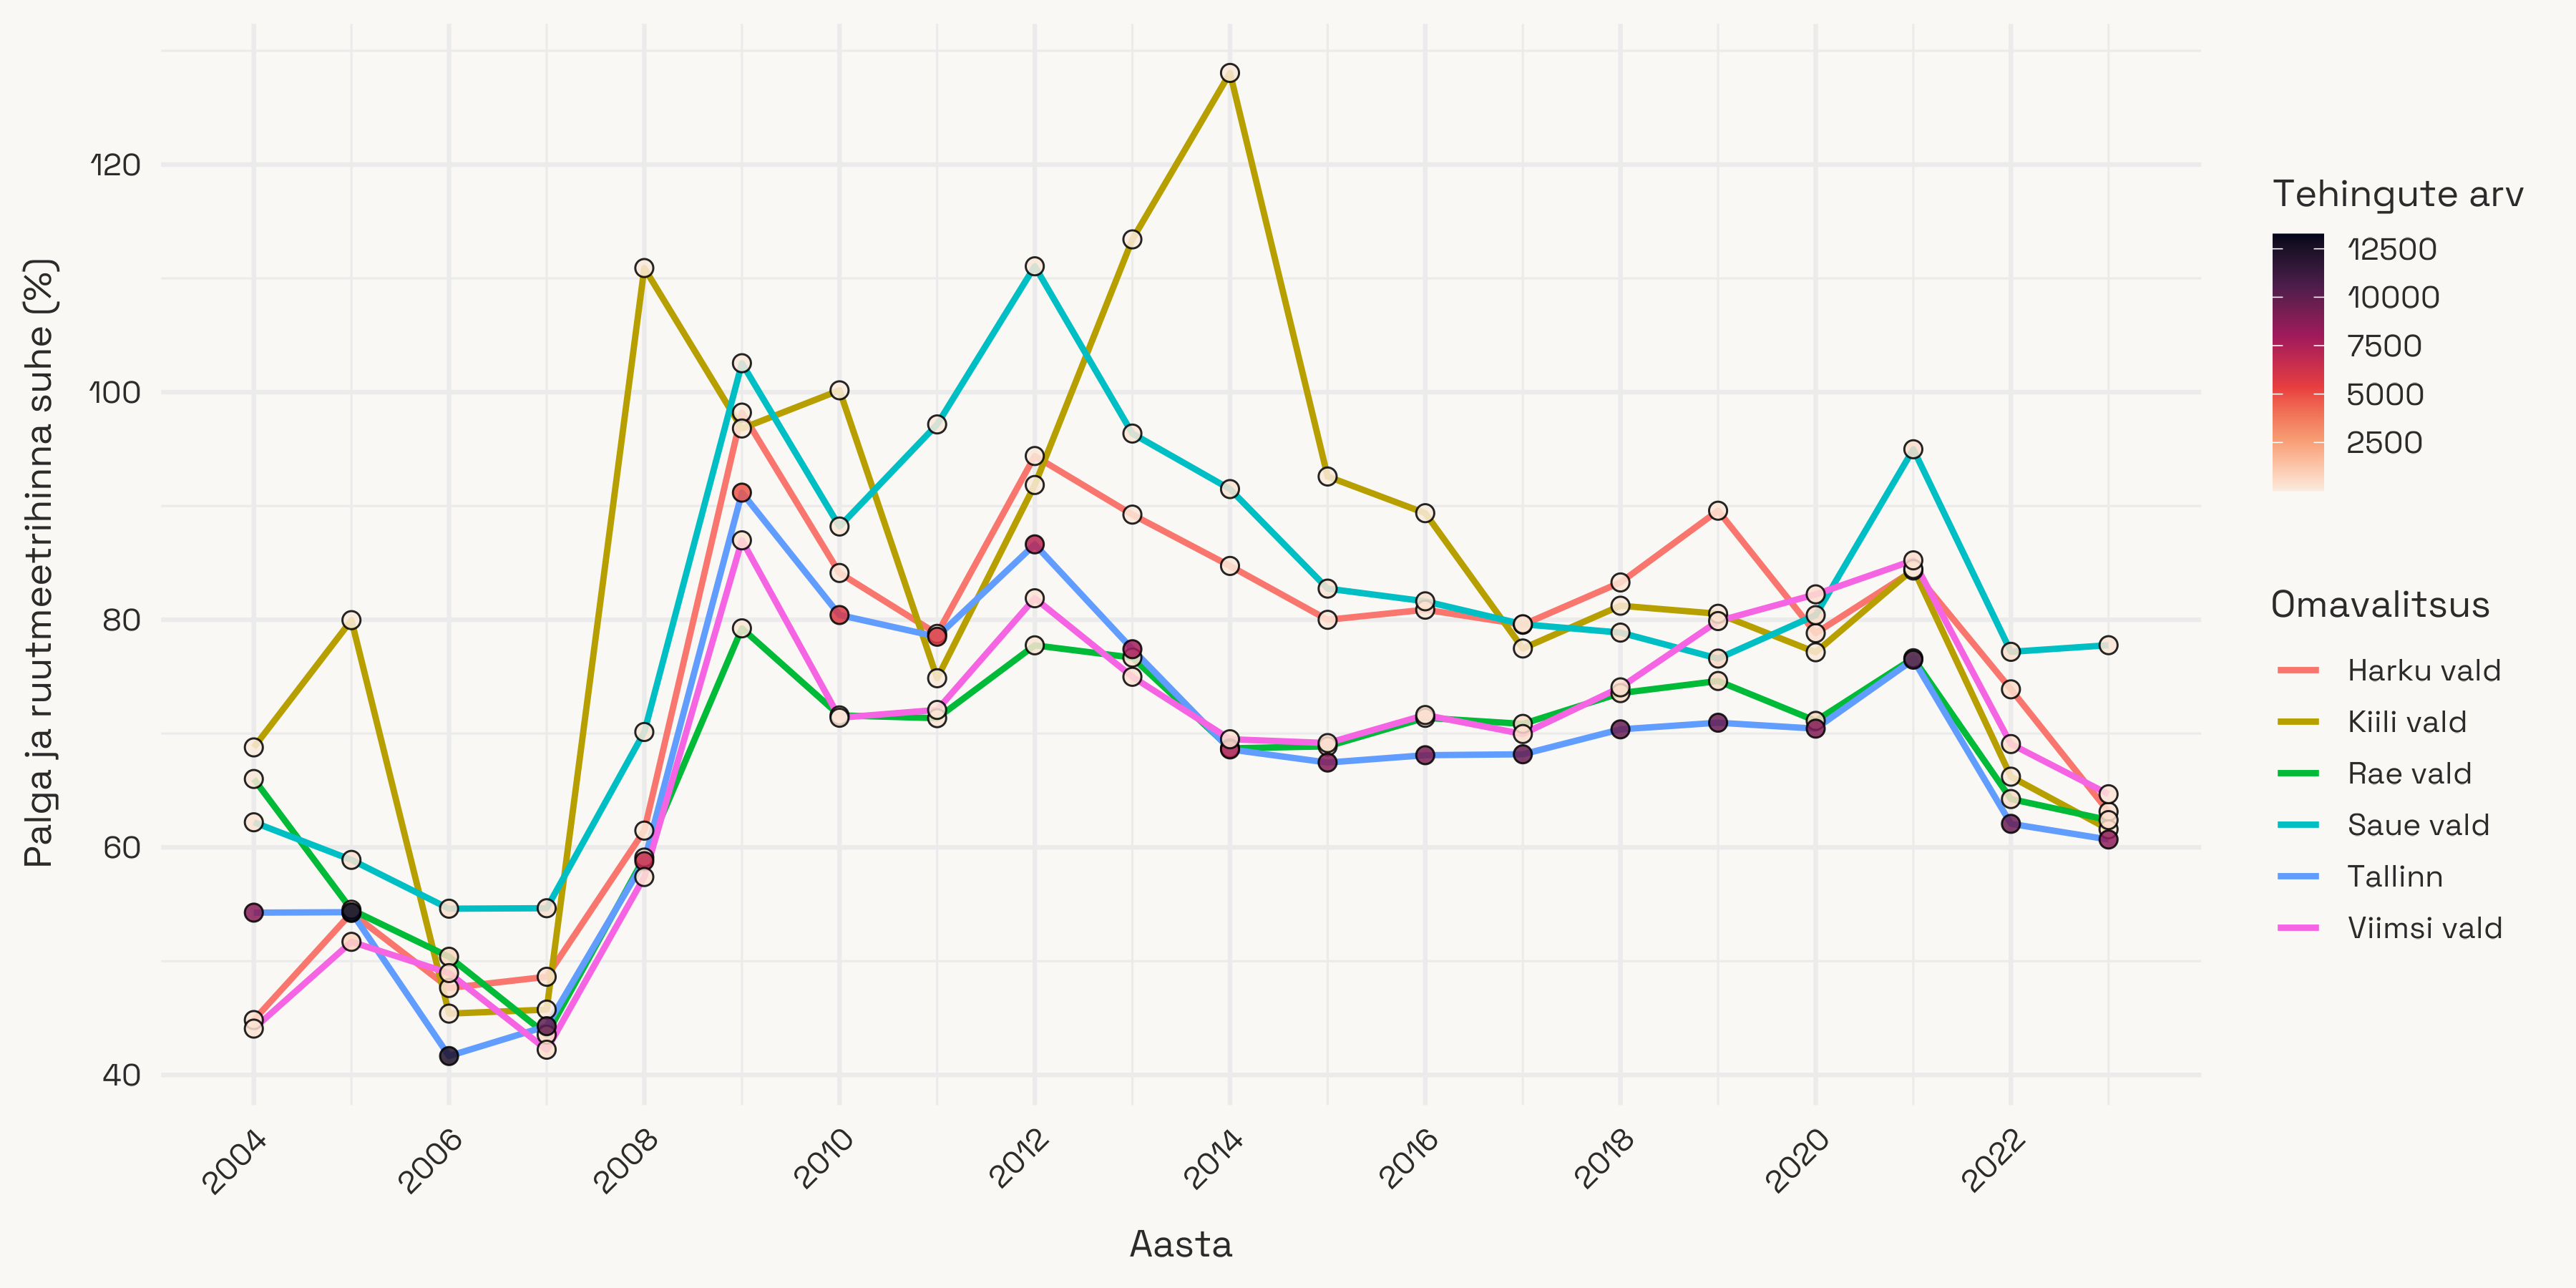 Palga ja ruutmeetrihinna suhe (%)
120
100
80
60
40
2004
2006
2008
2010
2012
2014
2016
2018
2020
2022
Aasta
Tehingute arv
12500
10000
7500
5000
2500
Omavalitsus
Harku vald
Kiili vald
Rae vald
Saue vald
Tallinn
Viimsi vald